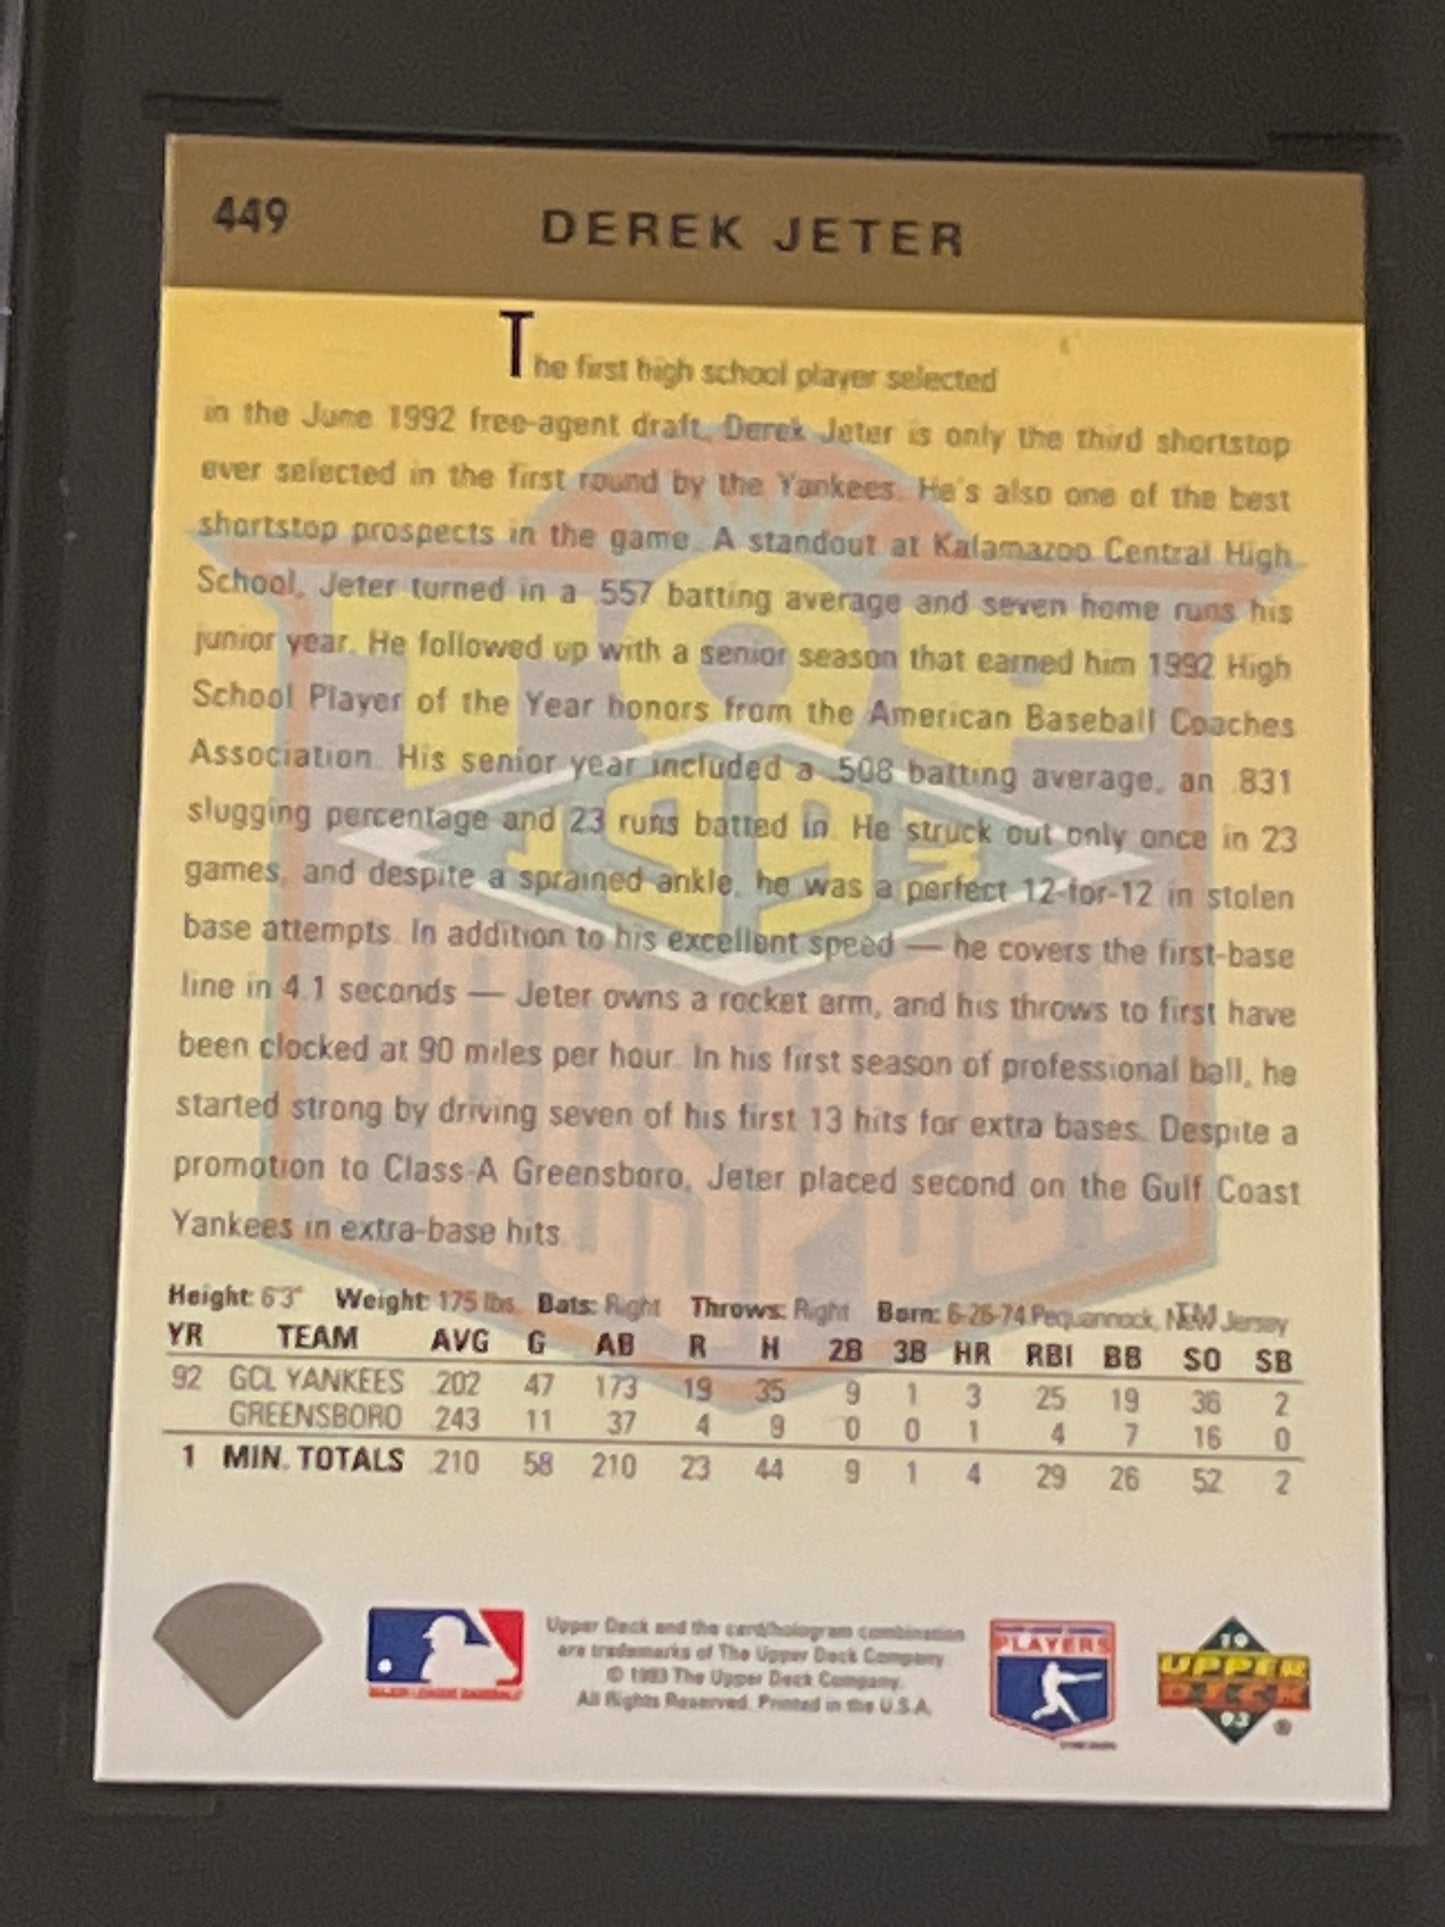 449 DEREK JETER
The first high school player selected
in the June 1992 free-agent draft, Derek Jeter is only the third shortstop
ever selected in the first round by the Yankees. He's also one of the best
shortstop prospects in the game. A standout at Kalamazoo Central High
School, Jeter turned in a .557 batting average and seven home runs his
junior year. He followed up with a senior season that earned him 1992 High
School Player of the Year honors from the American Baseball Coaches
Association. His senior year included a .508 batting average, an .831
slugging percentage and 23 runs batted in. He struck out only once in 23
games, and despite a sprained ankle, he was a perfect 12-for-12 in stolen
base attempts. In addition to his excellent speed — he covers the first-base
line in 4.1 seconds — Jeter owns a rocket arm, and his throws to first have
been clocked at 90 miles per hour. In his first season of professional ball, he
started strong by driving seven of his first 13 hits for extra bases. Despite a
promotion to Class-A Greensboro, Jeter placed second on the Gulf Coast
Yankees in extra-base hits.
TOP
1993
PROSPECT
Height: 6'3" Weight: 175 lbs. Bats: Right Throws: Right Born: 6-26-74 Pequannock, New Jersey
YR TEAM AVG G AB R H 2B 3B HR RBI BB SO SB
92 GCL YANKEES .202 47 173 19 35 9 1 3 25 19 36 2
GREENSBORO .243 11 37 4 9 0 0 1 4 7 16 0
1 MIN. TOTALS .210 58 210 23 44 9 1 4 29 26 52 2
Upper Deck and the card/hologram combination
are trademarks of The Upper Deck Company.
© 1993 The Upper Deck Company.
All Rights Reserved. Printed in the U.S.A.
MAJOR LEAGUE BASEBALL
PLAYERS
19
UPPER
DECK
93 ®